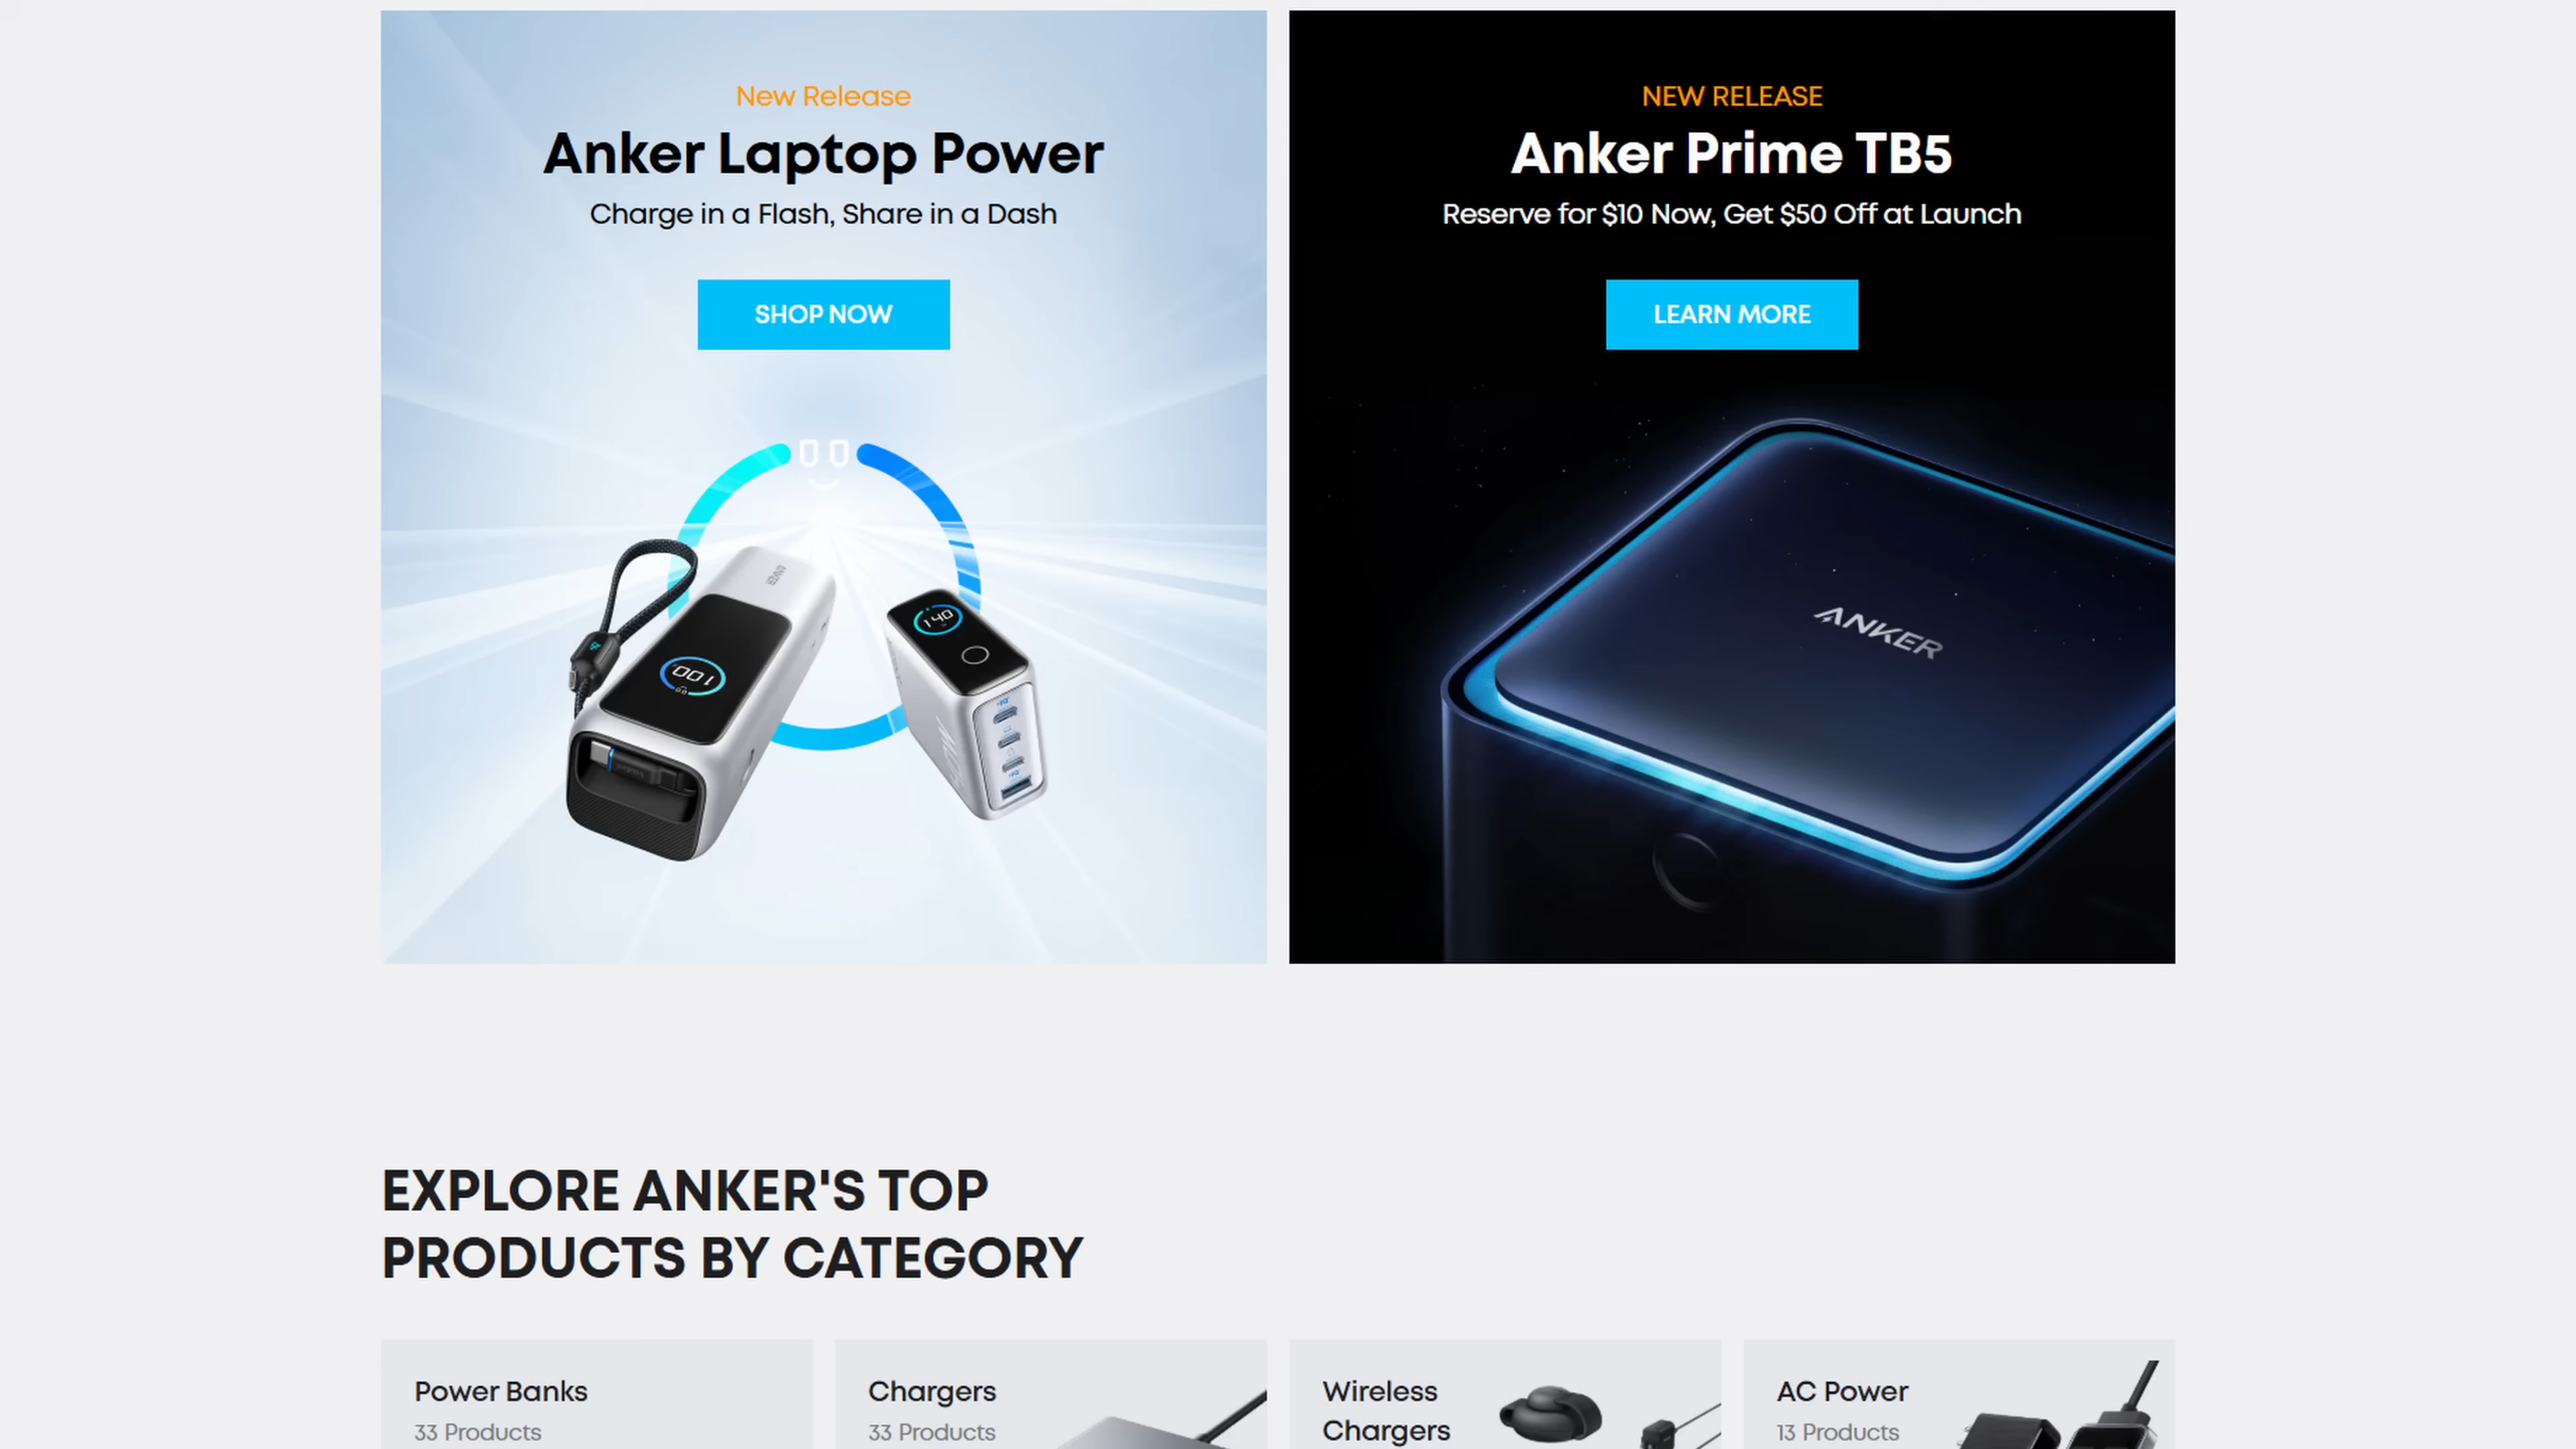 New Release
Anker Laptop Power
Charge in a Flash, Share in a Dash
SHOP NOW
ANKER
100
140
NEW RELEASE
Anker Prime TB5
Reserve for $10 Now, Get $50 Off at Launch
LEARN MORE
ANKER
EXPLORE ANKER'S TOP
PRODUCTS BY CATEGORY
Power Banks
33 Products
Chargers
33 Products
Wireless
Chargers
AC Power
13 Products